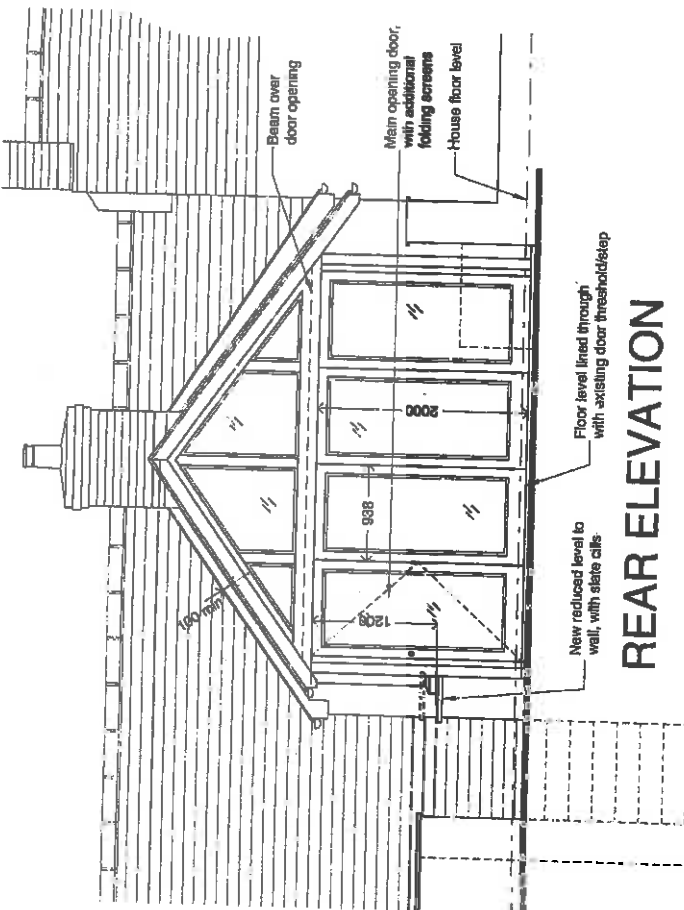 Beam over
door opening
Main opening door,
with additional
folding screens
House floor level
100 min
938
2000
1200
Floor level lined through
with existing door threshold/step
New reduced level to
wall, with slate cills
REAR ELEVATION